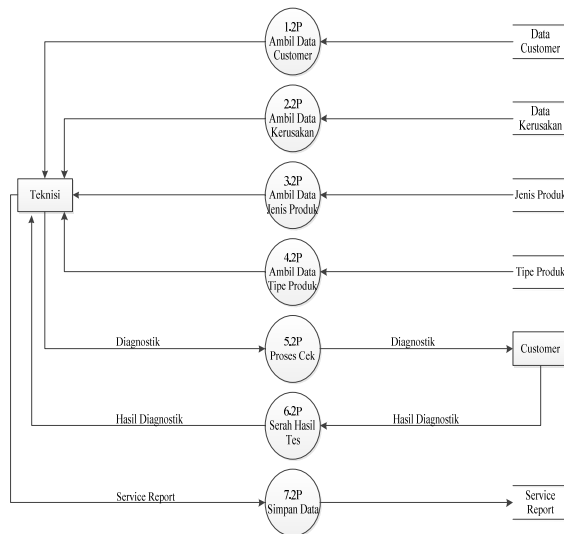 1.2P
Ambil Data
Customer
Data
Customer
2.2P
Ambil Data
Kerusakan
Data
Kerusakan
Teknisi
3.2P
Ambil Data
Jenis Produk
Jenis Produk
4.2P
Ambil Data
Tipe Produk
Tipe Produk
Diagnostik
5.2P
Proses Cek
Diagnostik
Customer
Hasil Diagnostik
6.2P
Serah Hasil
Tes
Hasil Diagnostik
Service Report
7.2P
Simpan Data
Service
Report